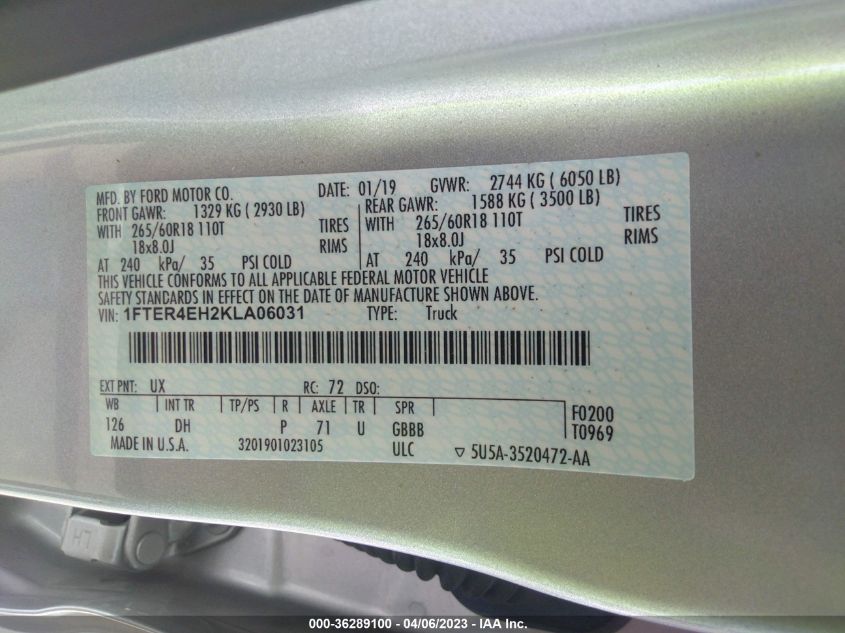 MFD. BY FORD MOTOR CO. DATE: 01/19 GVWR: 2744 KG ( 6050 LB)
FRONT GAWR: 1329 KG ( 2930 LB) REAR GAWR: 1588 KG ( 3500 LB)
WITH 265/60R18 110T TIRES WITH 265/60R18 110T TIRES
18x8.0J RIMS 18x8.0J RIMS
AT 240 kPa/ 35 PSI COLD AT 240 kPa/ 35 PSI COLD
THIS VEHICLE CONFORMS TO ALL APPLICABLE FEDERAL MOTOR VEHICLE
SAFETY STANDARDS IN EFFECT ON THE DATE OF MANUFACTURE SHOWN ABOVE.
VIN: 1FTER4EH2KLA06031 TYPE: Truck
EXT PNT: UX RC: 72 DSO:
WB INT TR TP/PS R AXLE TR SPR F0200
126 DH P 71 U GBBB T0969
MADE IN U.S.A. 3201901023105 ULC ▽ 5U5A-3520472-AA
LH
000-36289100 - 04/06/2023 - IAA Inc.